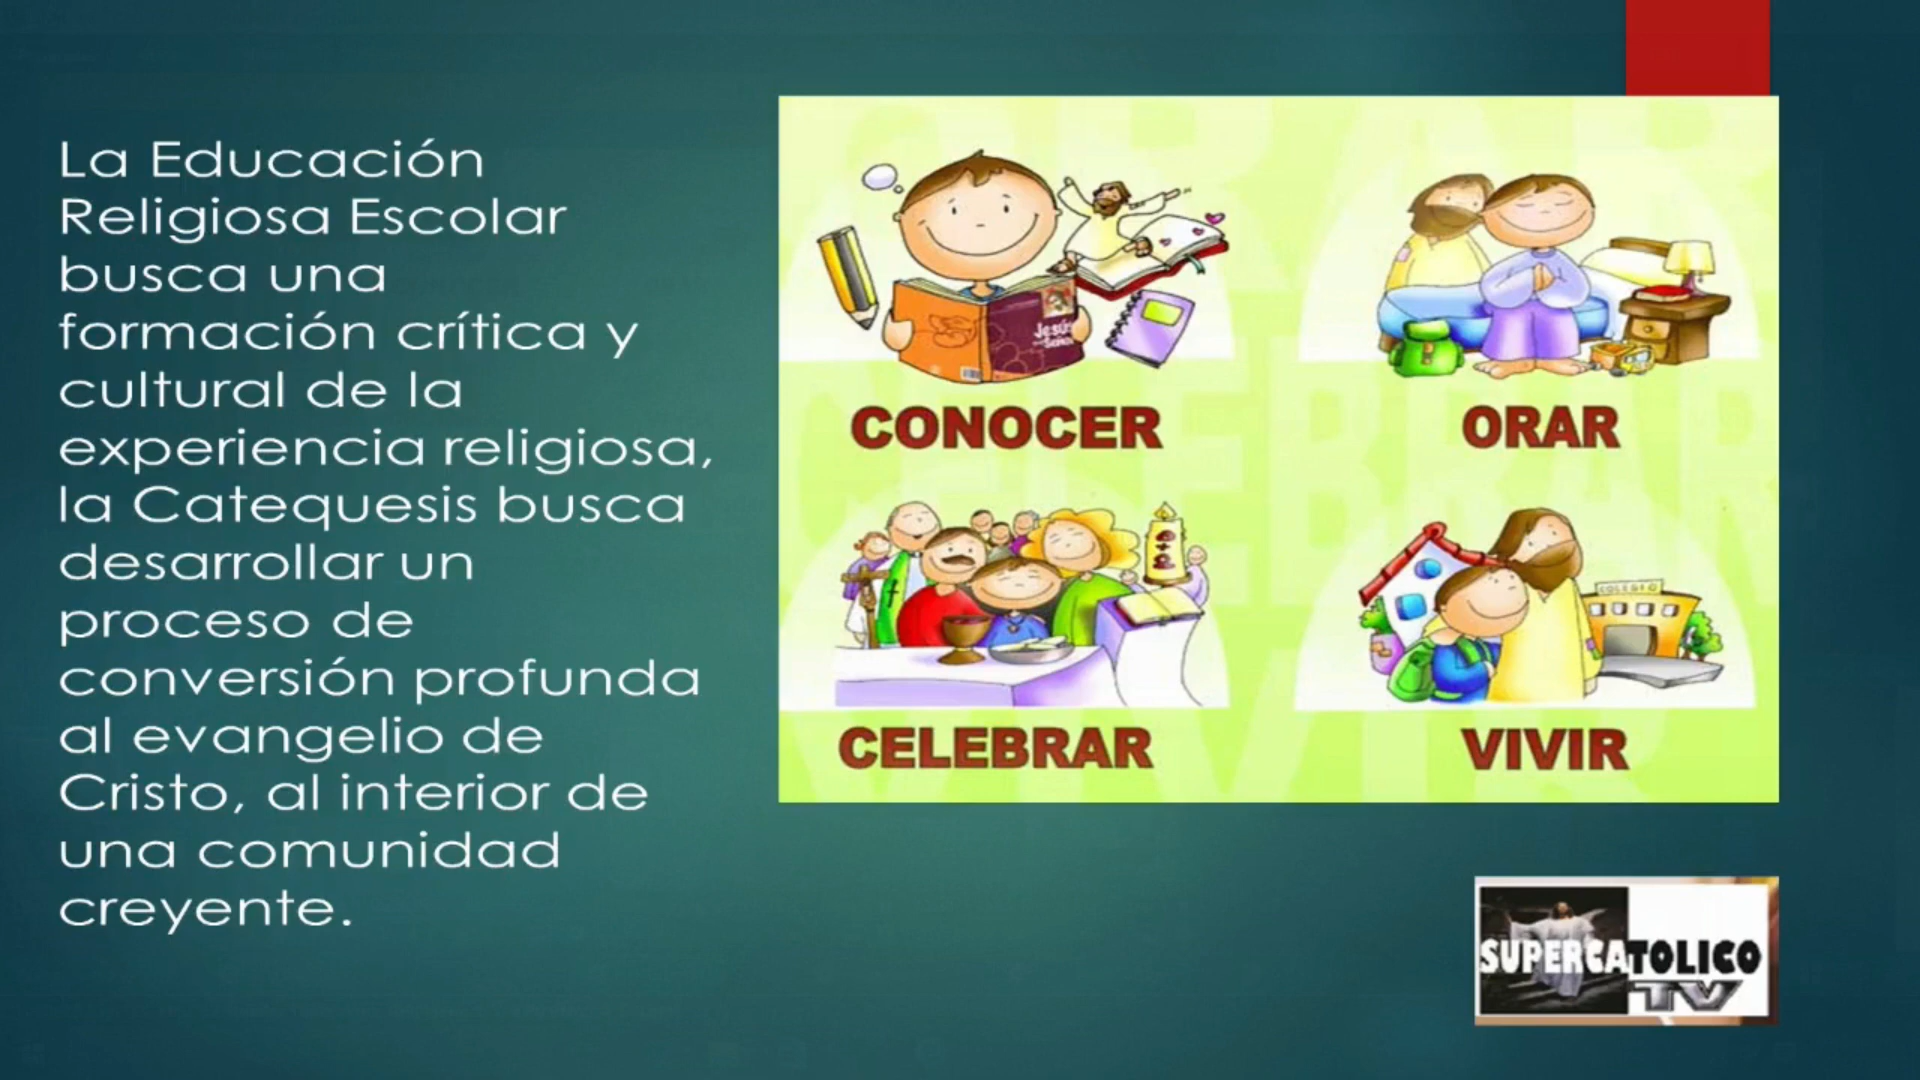 La Educación
Religiosa Escolar
busca una
formación crítica y
cultural de la
experiencia religiosa,
la Catequesis busca
desarrollar un
proceso de
conversión profunda
al evangelio de
Cristo, al interior de
una comunidad
creyente.
Jesús
CONOCER
ORAR
COLEGIO
CELEBRAR
VIVIR
SUPERCATOLICO
TV